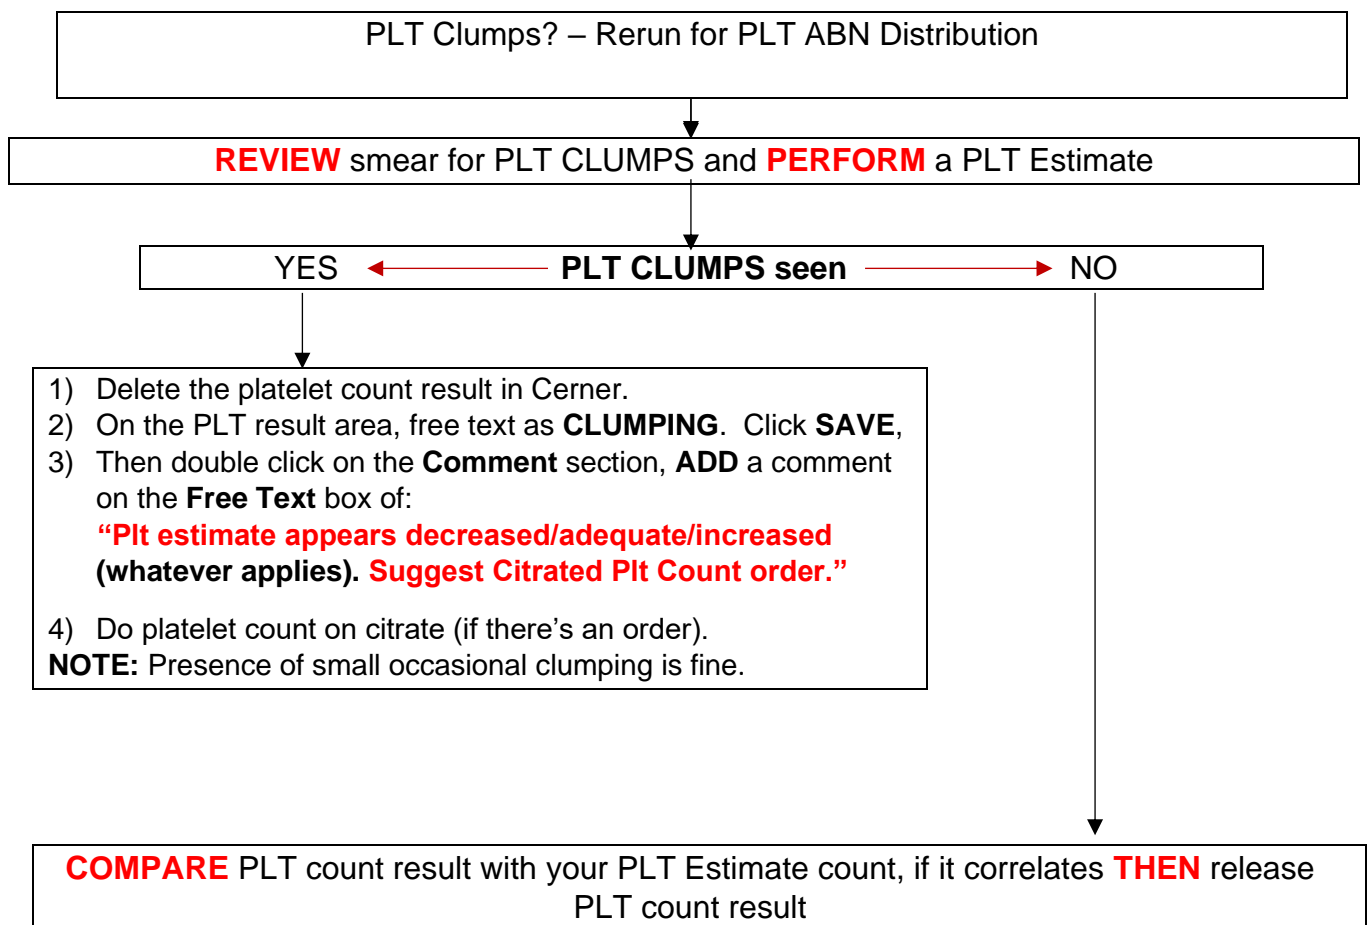 PLT Clumps? – Rerun for PLT ABN Distribution
REVIEW smear for PLT CLUMPS and PERFORM a PLT Estimate
YES PLT CLUMPS seen NO
1) Delete the platelet count result in Cerner.
2) On the PLT result area, free text as CLUMPING. Click SAVE,
3) Then double click on the Comment section, ADD a comment
on the Free Text box of:
“Plt estimate appears decreased/adequate/increased
(whatever applies). Suggest Citrated Plt Count order.”
4) Do platelet count on citrate (if there’s an order).
NOTE: Presence of small occasional clumping is fine.
COMPARE PLT count result with your PLT Estimate count, if it correlates THEN release
PLT count result